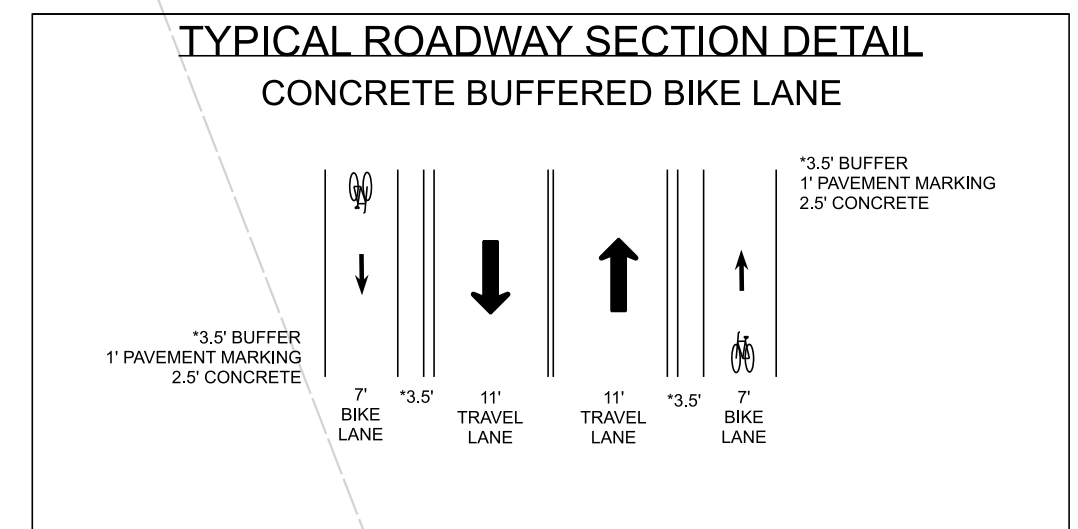 TYPICAL ROADWAY SECTION DETAIL
CONCRETE BUFFERED BIKE LANE
*3.5' BUFFER
1' PAVEMENT MARKING
2.5' CONCRETE
*3.5' BUFFER
1' PAVEMENT MARKING
2.5' CONCRETE
7'
BIKE
LANE
*3.5'
11'
TRAVEL
LANE
11'
TRAVEL
LANE
*3.5'
7'
BIKE
LANE